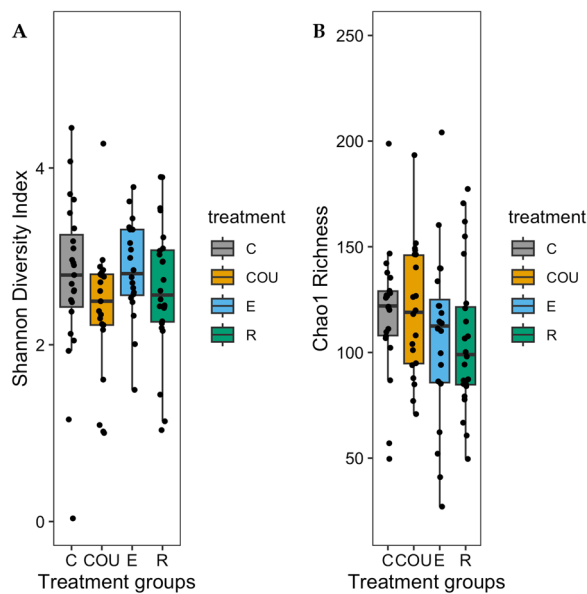 A
Shannon Diversity Index
4
2
0
C COU E R
Treatment groups
treatment
C
COU
E
R
B
Chao1 Richness
250
200
150
100
50
C COU E R
Treatment groups
treatment
C
COU
E
R